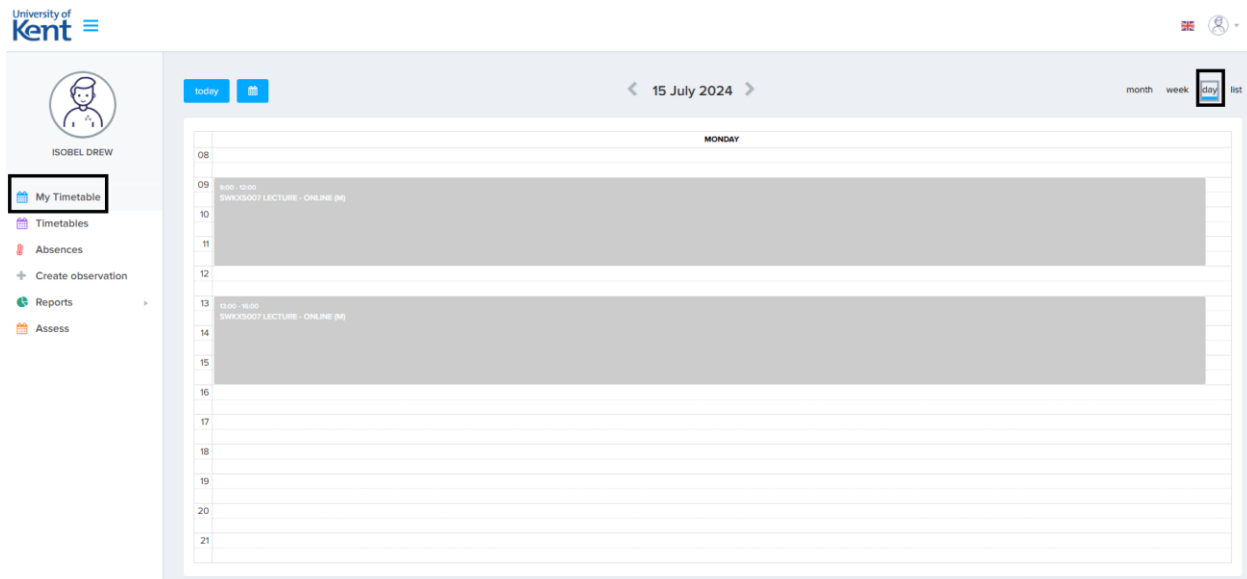 University of
Kent
ISOBEL DREW
My Timetable
Timetables
Absences
Create observation
Reports
Assess
today
15 July 2024
month week day list
MONDAY
08
09
9:00 - 12:00
SWKX5007 LECTURE - ONLINE (M)
10
11
12
13
13:00 - 16:00
SWKX5007 LECTURE - ONLINE (M)
14
15
16
17
18
19
20
21